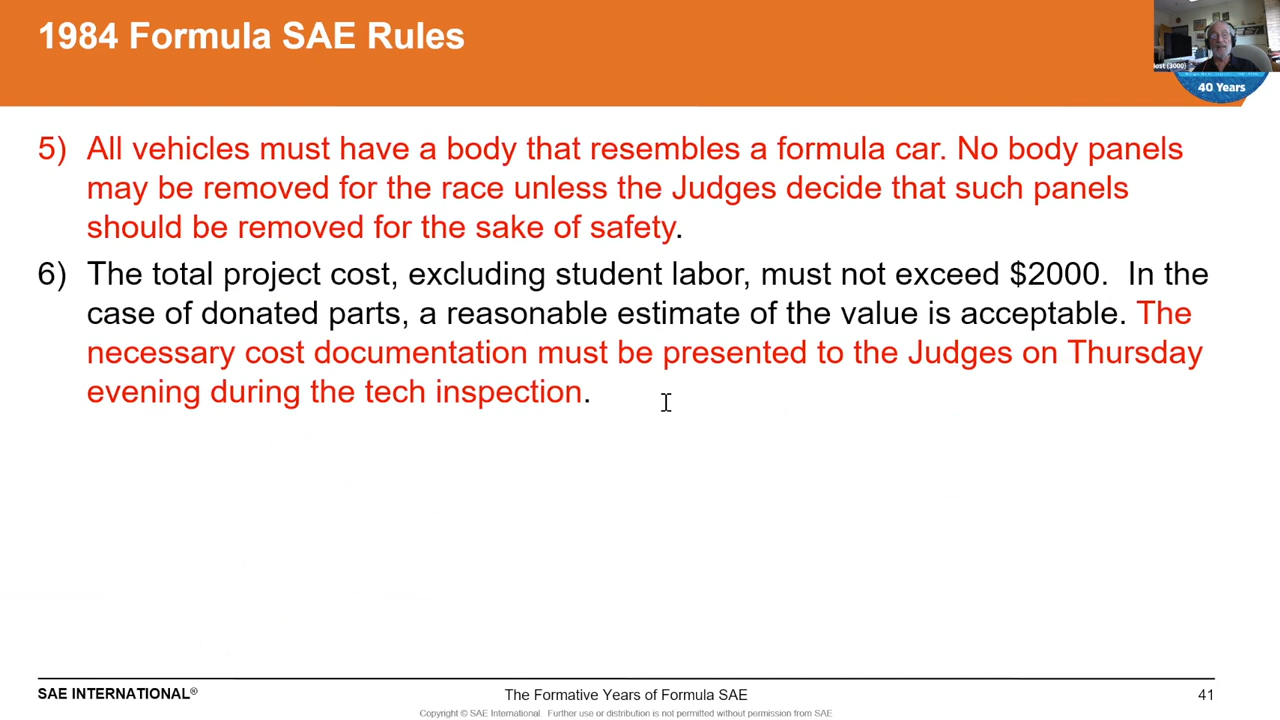 1984 Formula SAE Rules
40 Years
5) All vehicles must have a body that resembles a formula car. No body panels
may be removed for the race unless the Judges decide that such panels
should be removed for the sake of safety.
6) The total project cost, excluding student labor, must not exceed $2000. In the
case of donated parts, a reasonable estimate of the value is acceptable. The
necessary cost documentation must be presented to the Judges on Thursday
evening during the tech inspection.
SAE INTERNATIONAL®
The Formative Years of Formula SAE
41
Copyright © SAE International. Further use or distribution is not permitted without permission from SAE